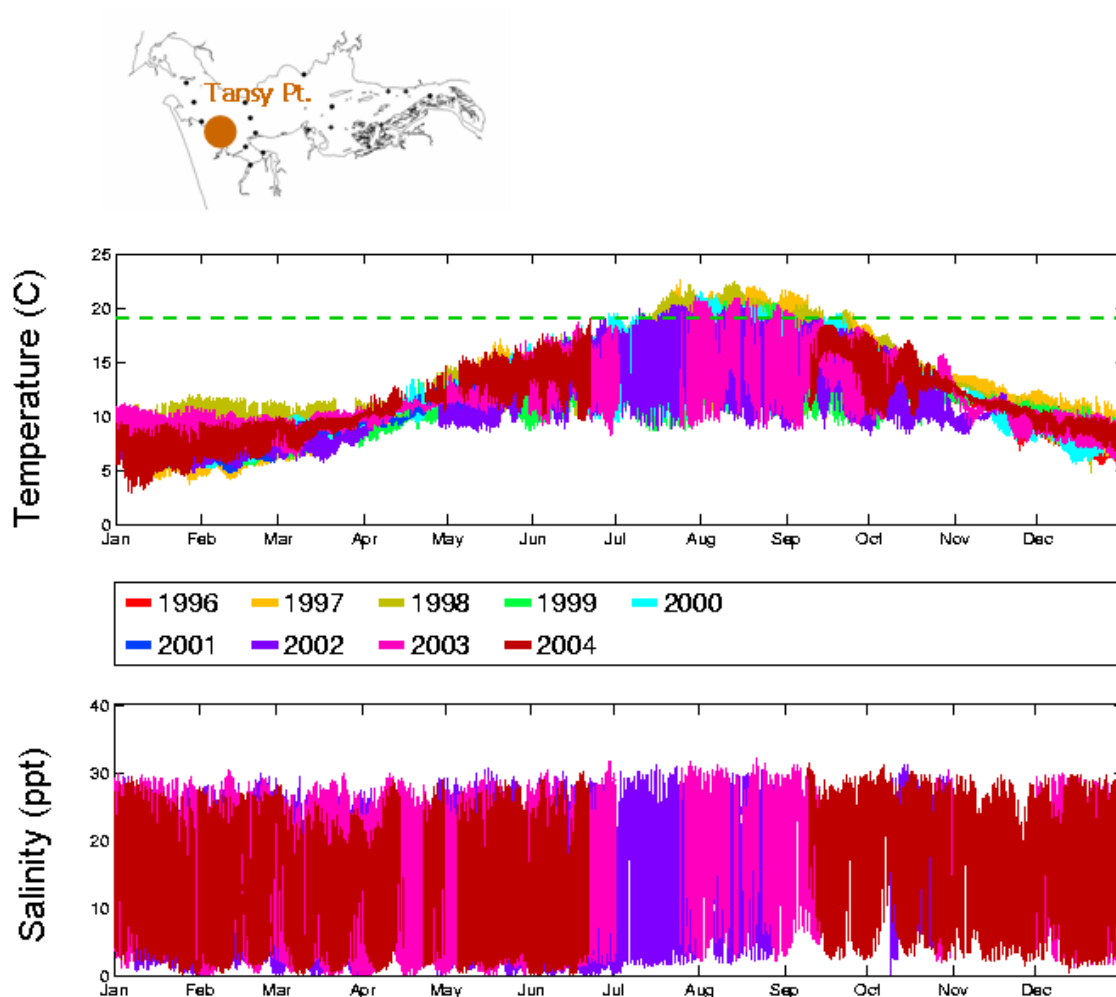 Tansy Pt.
Temperature (C)
25
20
15
10
5
0
Jan Feb Mar Apr May Jun Jul Aug Sep Oct Nov Dec
1996 1997 1998 1999 2000
2001 2002 2003 2004
Salinity (ppt)
40
30
20
10
0
Jan Feb Mar Apr May Jun Jul Aug Sep Oct Nov Dec